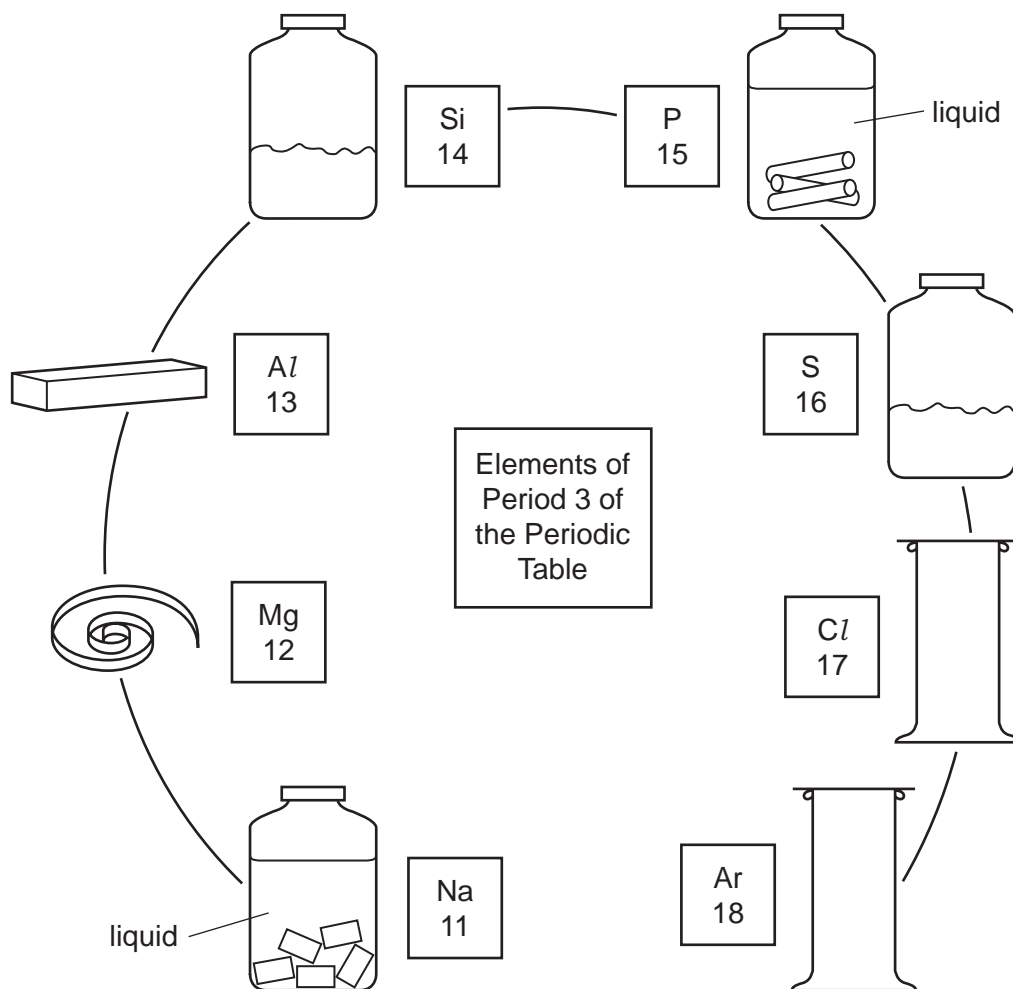 Si
14
P
15
liquid
Al
13
S
16
Elements of
Period 3 of
the Periodic
Table
Mg
12
Cl
17
Na
11
liquid
Ar
18